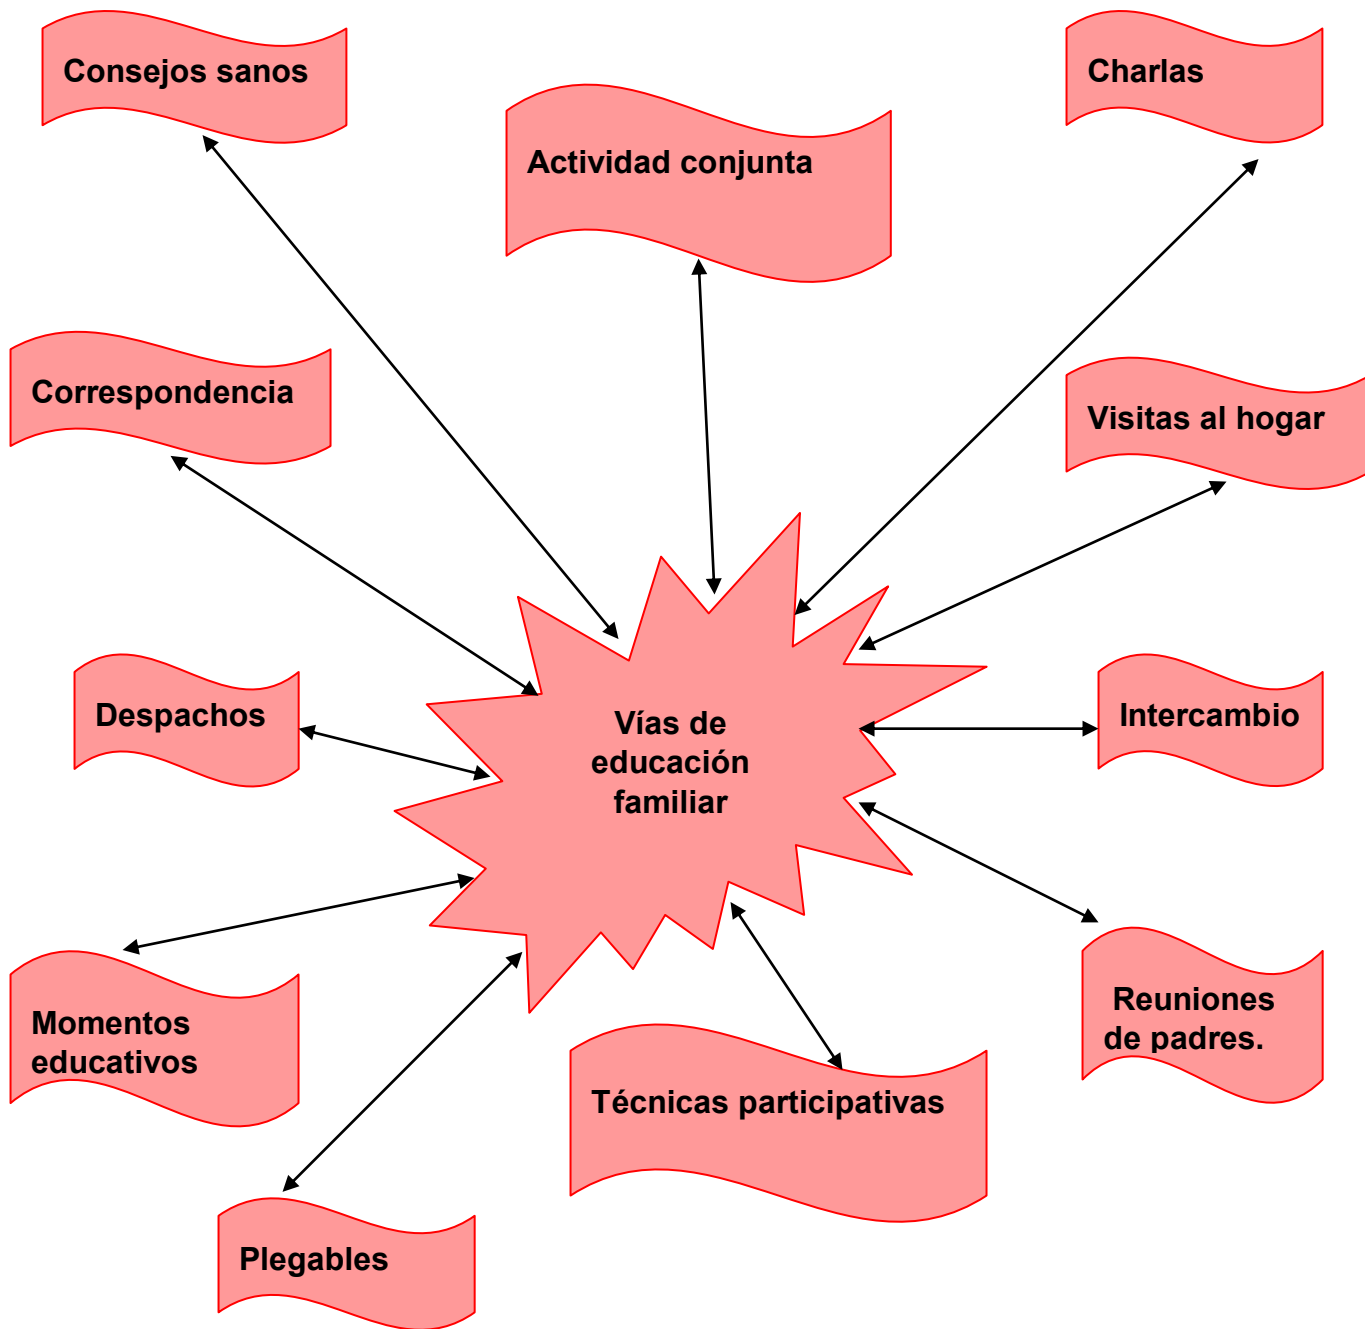 Consejos sanos
Charlas
Actividad conjunta
Correspondencia
Visitas al hogar
Despachos
Vías de
educación
familiar
Intercambio
Momentos
educativos
Reuniones
de padres.
Técnicas participativas
Plegables